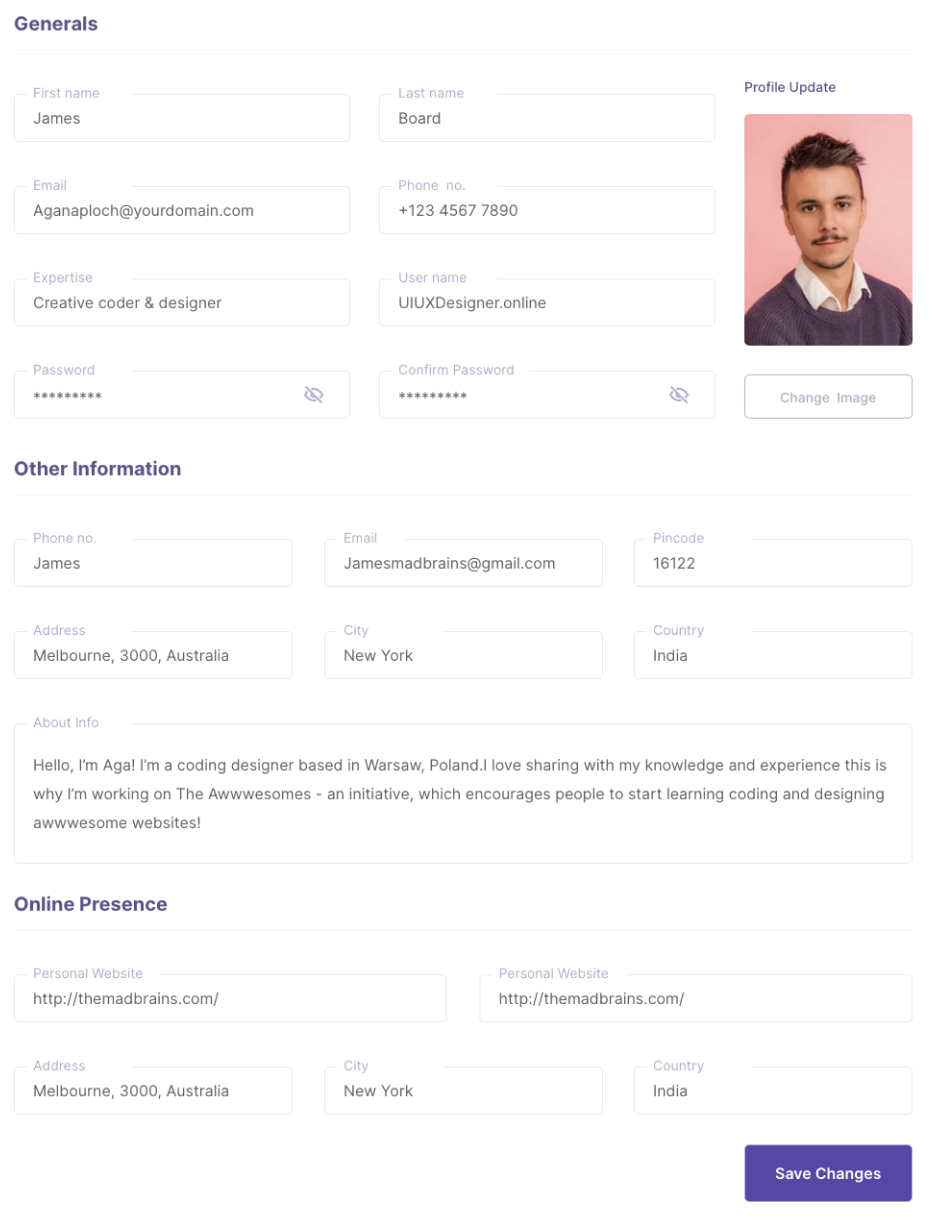 Generals
First name
James
Last name
Board
Profile Update
Email
Aganaploch@yourdomain.com
Phone  no.
+123 4567 7890
Expertise
Creative coder & designer
User name
UIUXDesigner.online
Password
*********
Confirm Password
*********
Change  Image
Other Information
Phone no.
James
Email
Jamesmadbrains@gmail.com
Pincode
16122
Address
Melbourne, 3000, Australia
City
New York
Country
India
About Info
Hello, I’m Aga! I’m a coding designer based in Warsaw, Poland.I love sharing with my knowledge and experience this is
why I’m working on The Awwwesomes - an initiative, which encourages people to start learning coding and designing
awwwesome websites!
Online Presence
Personal Website
http://themadbrains.com/
Personal Website
http://themadbrains.com/
Address
Melbourne, 3000, Australia
City
New York
Country
India
Save Changes